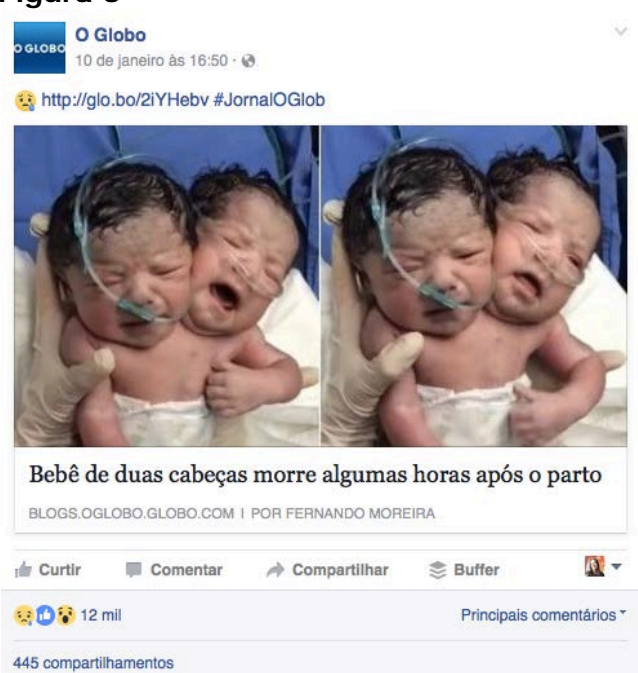 O GLOBO
O Globo
10 de janeiro às 16:50 ·
http://glo.bo/2iYHebv #JornalOGlob
Bebê de duas cabeças morre algumas horas após o parto
BLOGS.OGLOBO.GLOBO.COM | POR FERNANDO MOREIRA
Curtir Comentar Compartilhar Buffer
12 mil Principais comentários
445 compartilhamentos